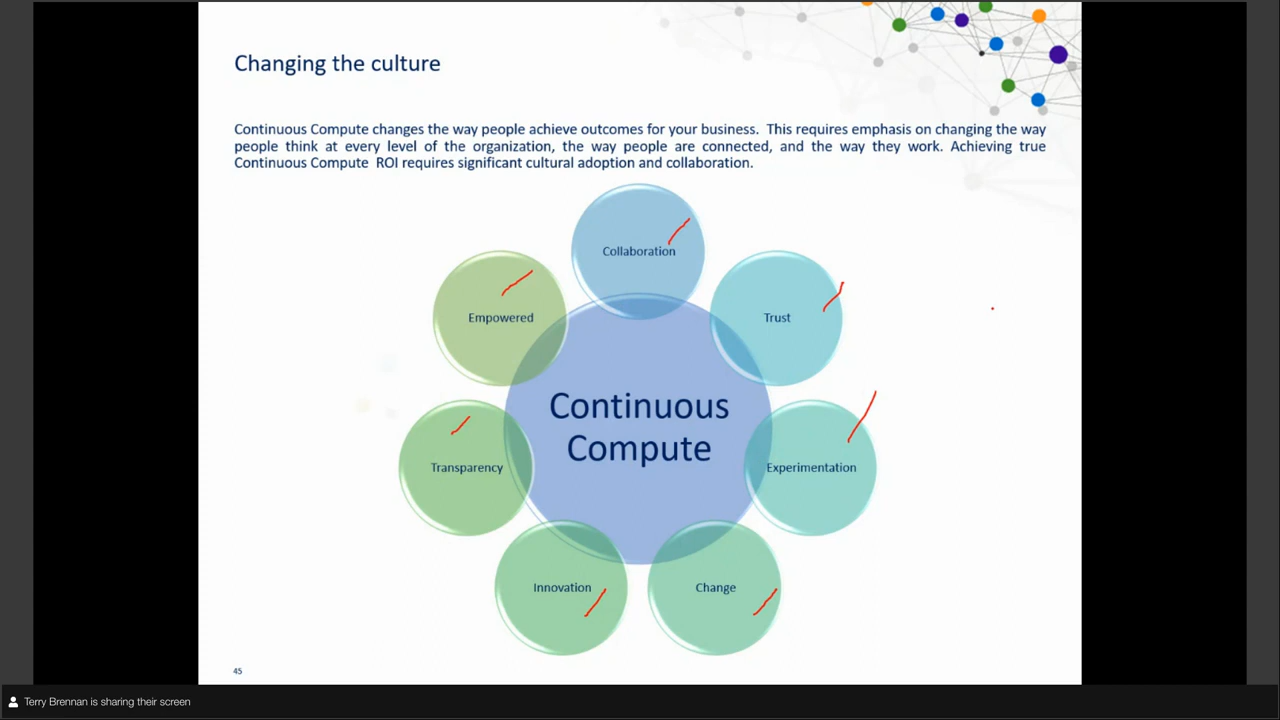 Changing the culture
Continuous Compute changes the way people achieve outcomes for your business. This requires emphasis on changing the way
people think at every level of the organization, the way people are connected, and the way they work. Achieving true
Continuous Compute ROI requires significant cultural adoption and collaboration.
Collaboration
Empowered
Trust
Continuous
Compute
Transparency
Experimentation
Innovation
Change
45
Terry Brennan is sharing their screen